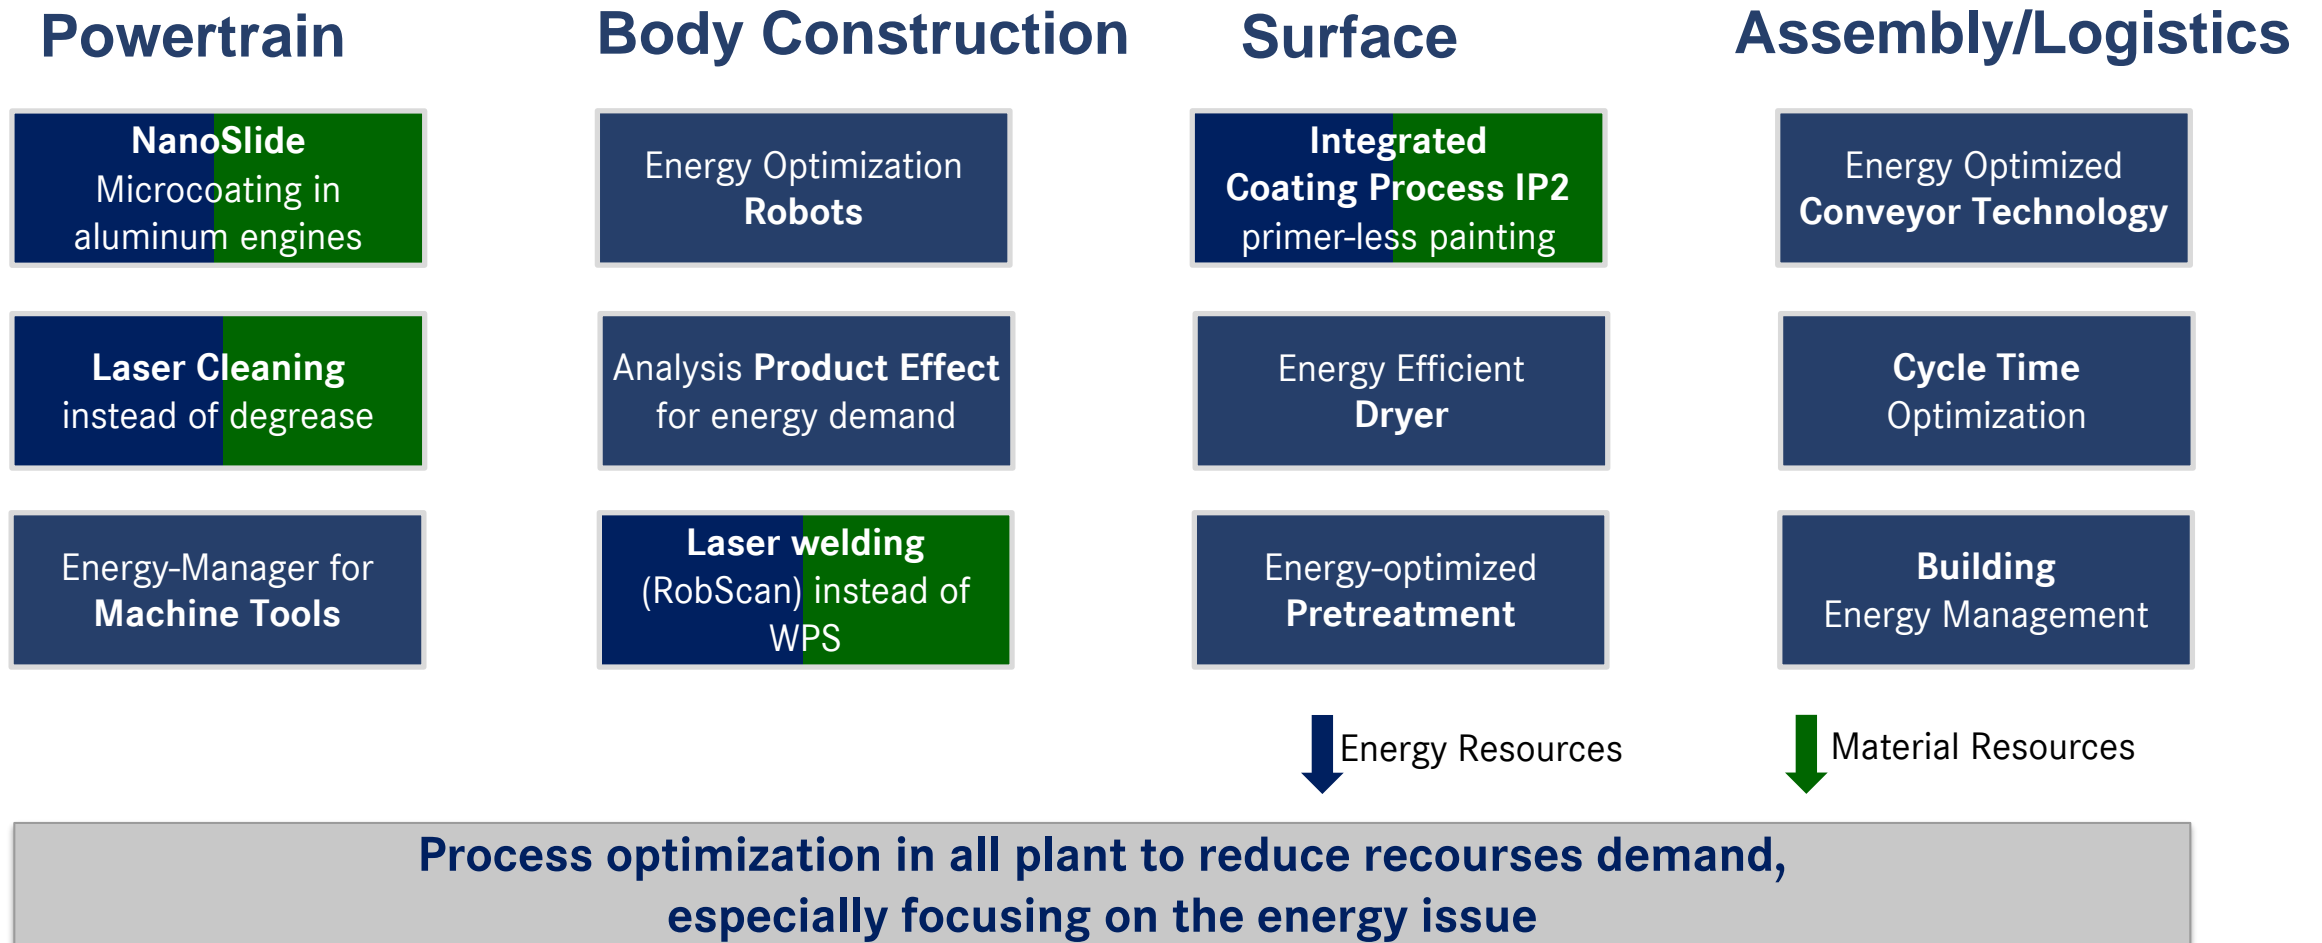 Powertrain
Body Construction
Surface
Assembly/Logistics
NanoSlide
Microcoating in
aluminum engines
Energy Optimization
Robots
Integrated
Coating Process IP2
primer-less painting
Energy Optimized
Conveyor Technology
Laser Cleaning
instead of degrease
Analysis Product Effect
for energy demand
Energy Efficient
Dryer
Cycle Time
Optimization
Energy-Manager for
Machine Tools
Laser welding
(RobScan) instead of
WPS
Energy-optimized
Pretreatment
Building
Energy Management
Energy Resources
Material Resources
Process optimization in all plant to reduce recourses demand,
especially focusing on the energy issue